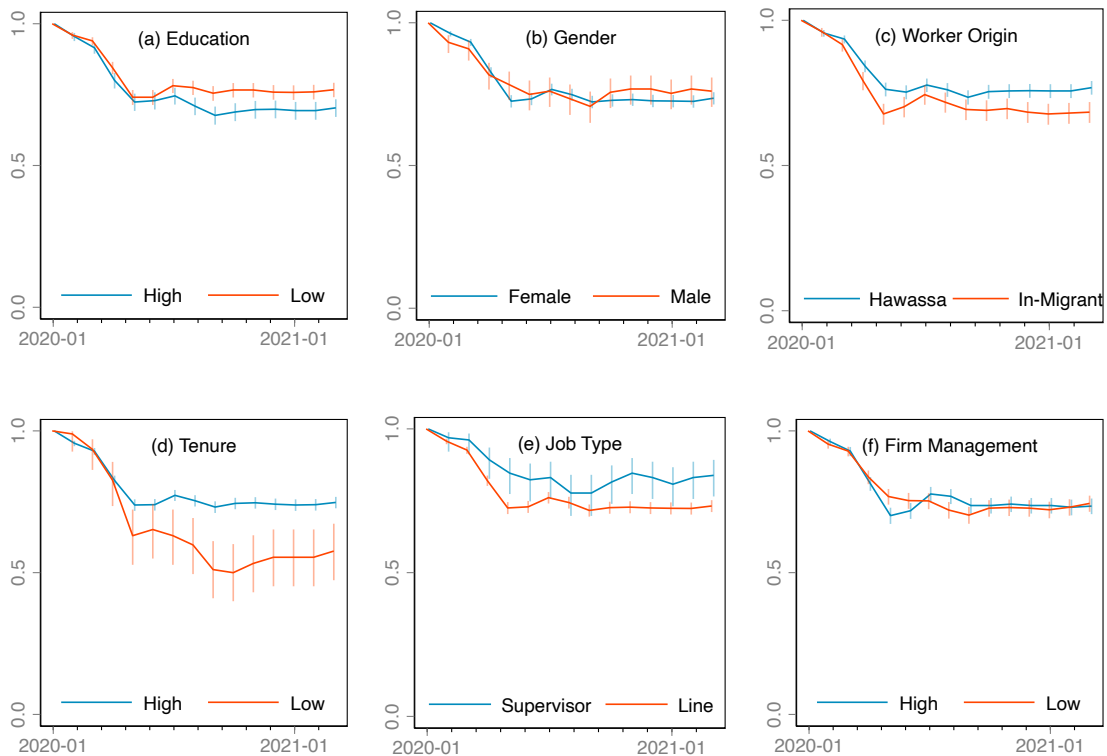 (a) Education
1.0
0.5
0.0
High Low
2020-01 2021-01
(b) Gender
1.0
0.5
0.0
Female Male
2020-01 2021-01
(c) Worker Origin
1.0
0.5
0.0
Hawassa In-Migrant
2020-01 2021-01
(d) Tenure
1.0
0.5
0.0
High Low
2020-01 2021-01
(e) Job Type
1.0
0.5
0.0
Supervisor Line
2020-01 2021-01
(f) Firm Management
1.0
0.5
0.0
High Low
2020-01 2021-01